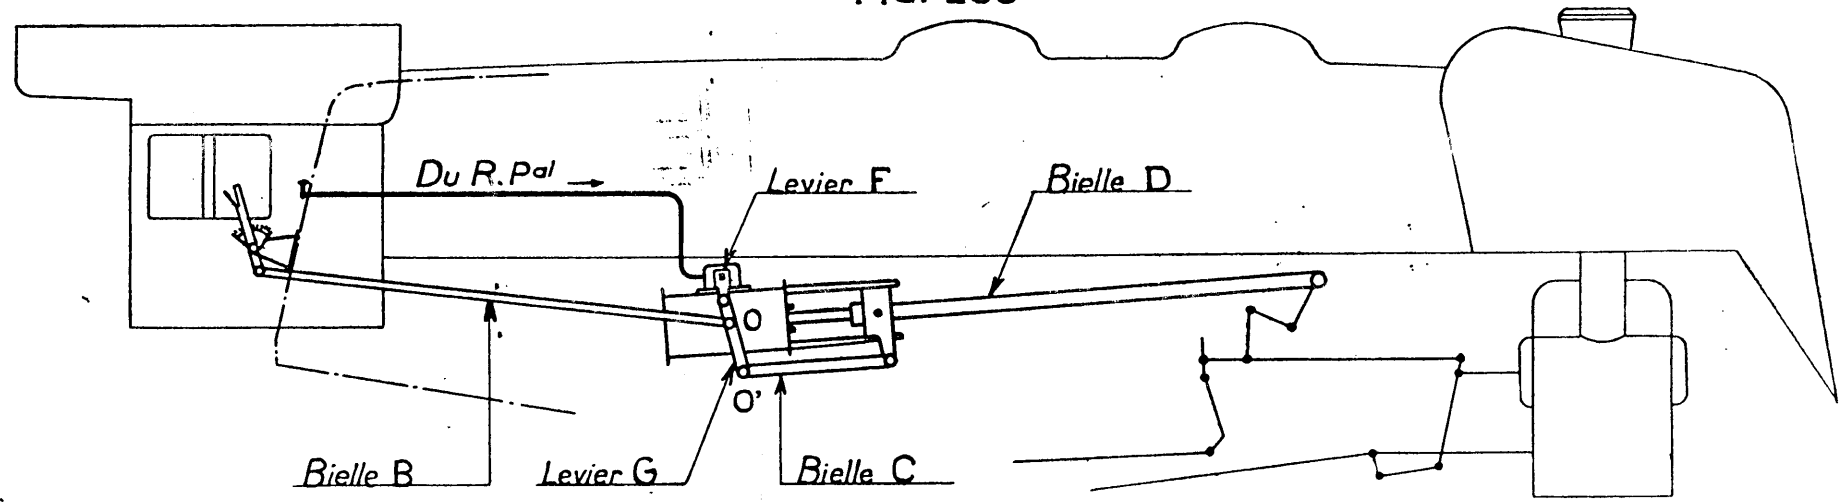 Du R.Pal
Levier F
Bielle D
O
O'
Bielle B
Levier G
Bielle C